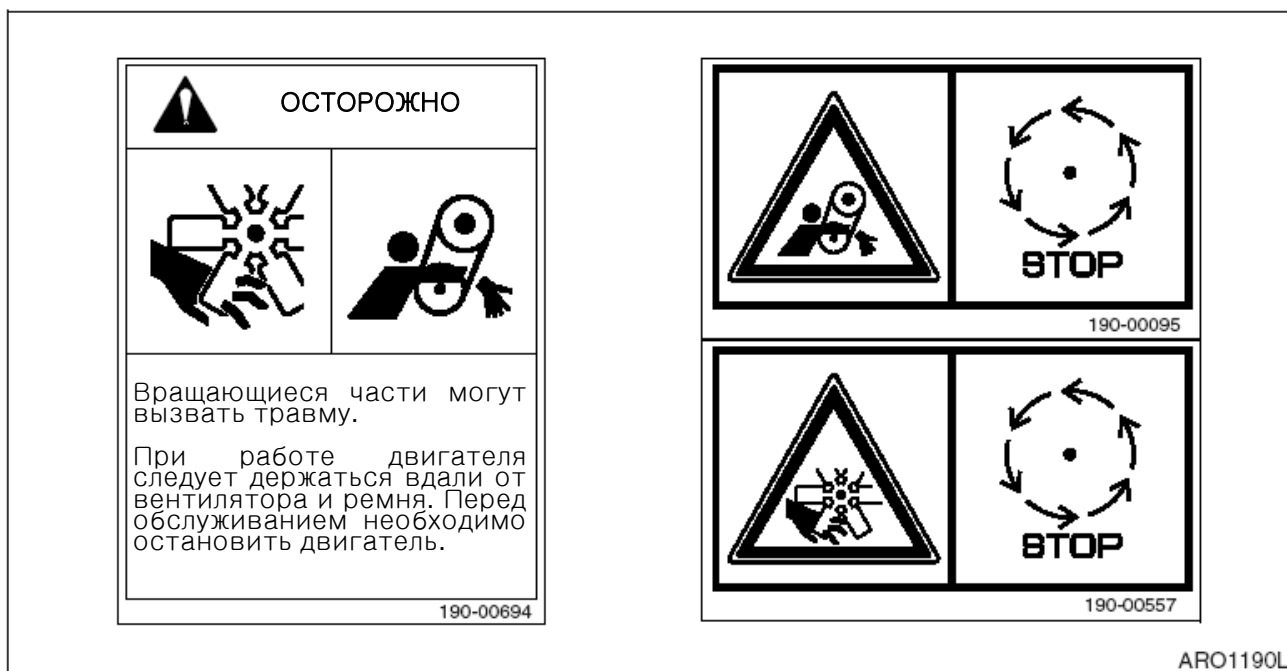 ОСТОРОЖНО
Вращающиеся части могут
вызвать травму.
При работе двигателя
следует держаться вдали от
вентилятора и ремня. Перед
обслуживанием необходимо
остановить двигатель.
190-00694
STOP
190-00095
STOP
190-00557
ARO1190L